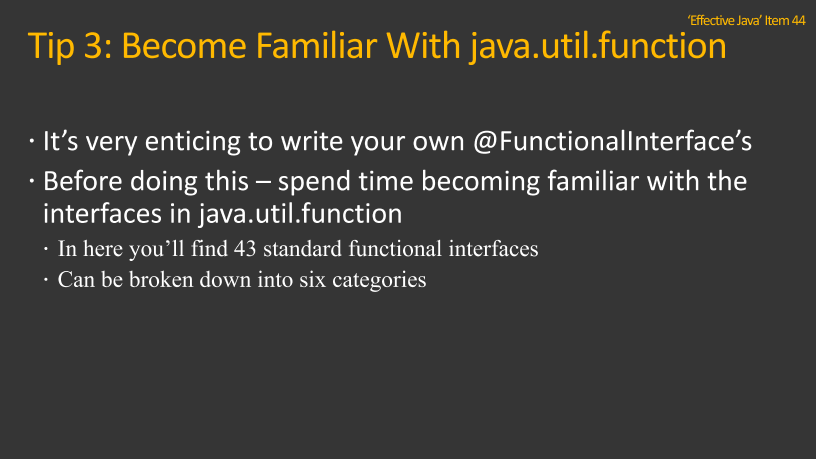 ‘Effective Java’ Item 44
Tip 3: Become Familiar With java.util.function
· It’s very enticing to write your own @FunctionalInterface’s
· Before doing this – spend time becoming familiar with the
interfaces in java.util.function
· In here you’ll find 43 standard functional interfaces
· Can be broken down into six categories